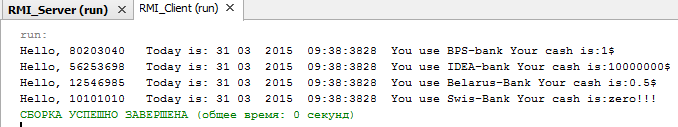 RMI_Server (run) RMI_Client (run)
run:
Hello, 80203040 Today is: 31 03 2015 09:38:3828 You use BPS-bank Your cash is:1$
Hello, 56253698 Today is: 31 03 2015 09:38:3828 You use IDEA-bank Your cash is:10000000$
Hello, 12546985 Today is: 31 03 2015 09:38:3828 You use Belarus-Bank Your cash is:0.5$
Hello, 10101010 Today is: 31 03 2015 09:38:3828 You use Swis-Bank Your cash is:zero!!!
СБОРКА УСПЕШНО ЗАВЕРШЕНА (общее время: 0 секунд)